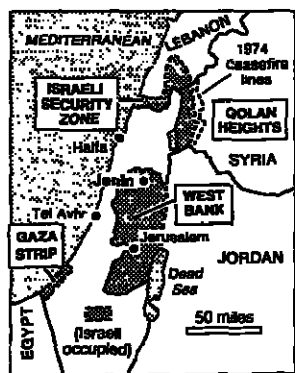 MEDITERRANEAN
LEBANON
1974
Ceasefire
lines
ISRAELI
SECURITY
ZONE
GOLAN
HEIGHTS
Haifa
SYRIA
Jenin
WEST
BANK
Tel Aviv
GAZA
STRIP
Jerusalem
JORDAN
Dead
Sea
EGYPT
(Israeli
occupied)
50 miles